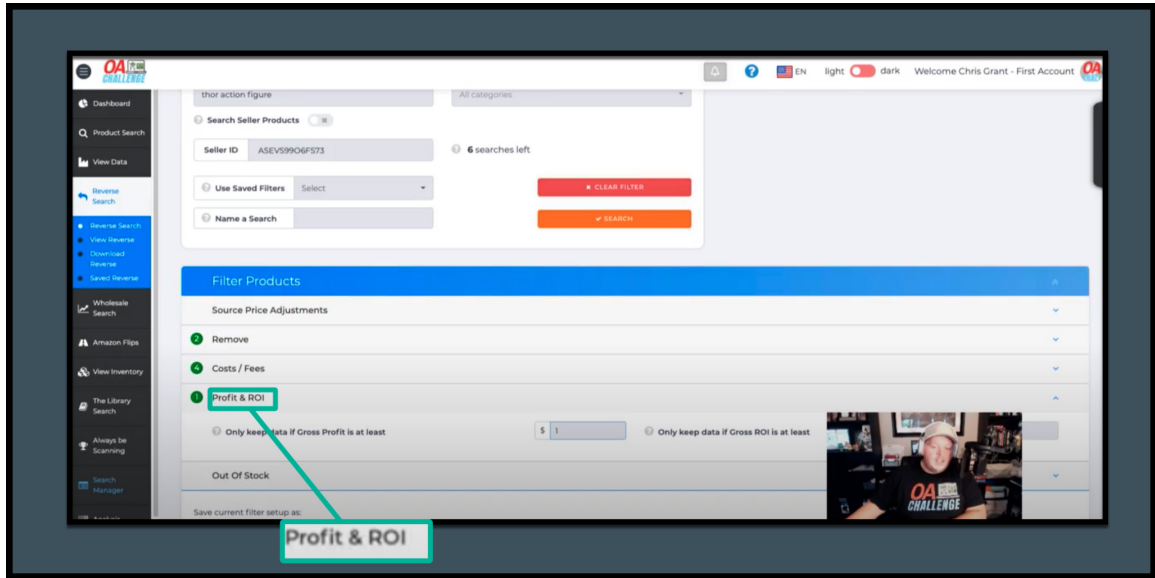 OA
CHALLENGE
EN
light
dark
Welcome Chris Grant - First Account
OA
Dashboard
Product Search
View Data
Reverse
Search
Reverse Search
View Reverse
Download
Reverse
Saved Reverse
Wholesale
Search
Amazon Flips
View Inventory
The Library
Search
Always be
Scanning
Search
Manager
thor action figure
All categories
Search Seller Products
Seller ID
6 searches left
Use Saved Filters
Select
CLEAR FILTER
Name a Search
SEARCH
Filter Products
Source Price Adjustments
2 Remove
4 Costs / Fees
1 Profit & ROI
Only keep data if Gross Profit is at least
$ 1
Only keep data if Gross ROI is at least
Out Of Stock
Save current filter setup as:
OA
CHALLENGE
Profit & ROI